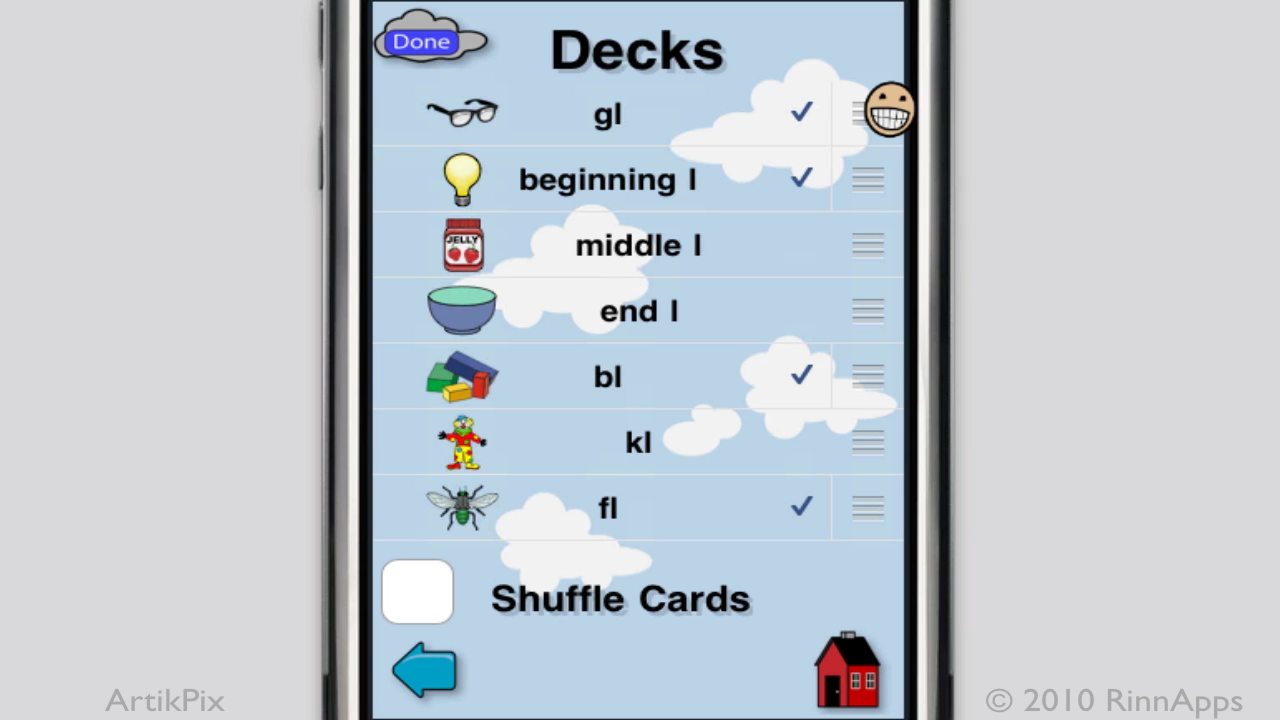 Done
Decks
gl
beginning l
JELLY
middle l
end l
bl
kl
fl
Shuffle Cards
ArtikPix
© 2010 RinnApps